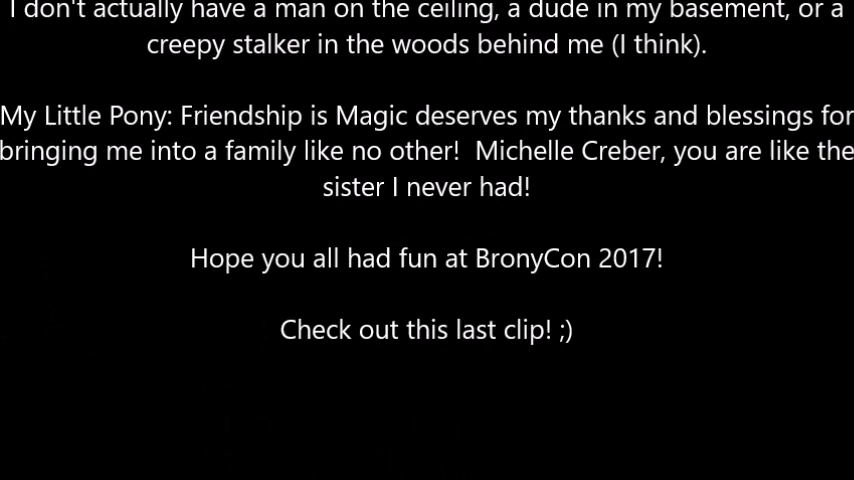 I don't actually have a man on the ceiling, a dude in my basement, or a
creepy stalker in the woods behind me (I think).
My Little Pony: Friendship is Magic deserves my thanks and blessings for
bringing me into a family like no other!  Michelle Creber, you are like the
sister I never had!
Hope you all had fun at BronyCon 2017!
Check out this last clip! ;)